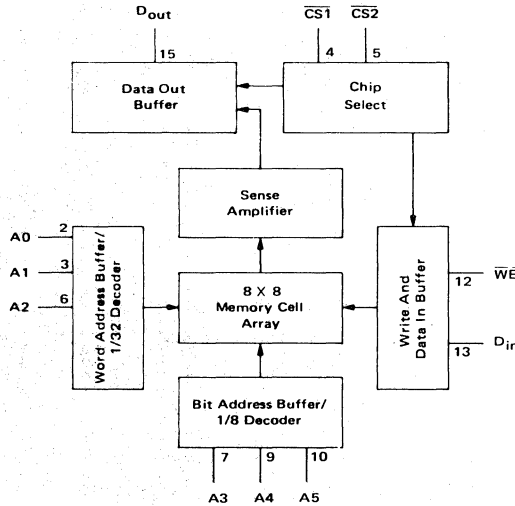 Dout
CS1 CS2
15
4 5
Data Out
Buffer
Chip
Select
Sense
Amplifier
A0 2
A1 3
A2 6
Word Address Buffer/
1/32 Decoder
8 X 8
Memory Cell
Array
Write And
Data In Buffer
12 WE
13 Din
Bit Address Buffer/
1/8 Decoder
7 9 10
A3 A4 A5